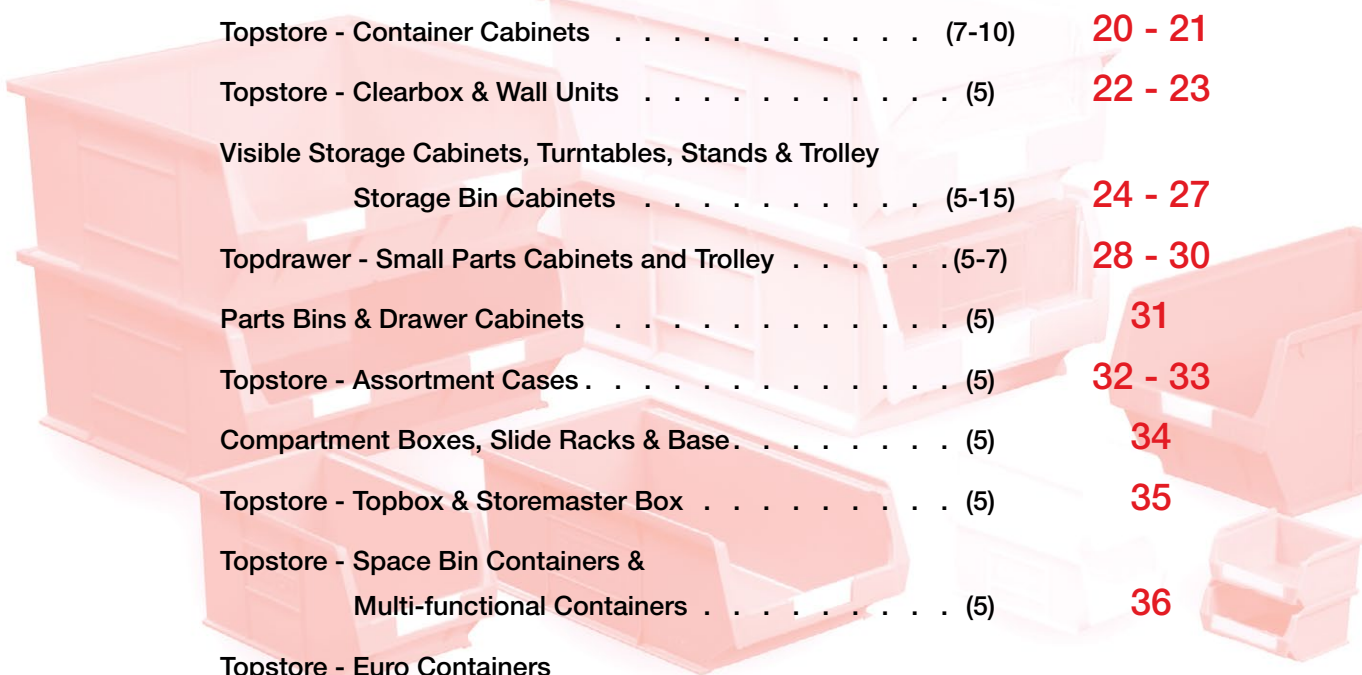 Topstore - Container Cabinets . . . . . . . . . . . (7-10) 20 - 21
Topstore - Clearbox & Wall Units . . . . . . . . . . . (5) 22 - 23
Visible Storage Cabinets, Turntables, Stands & Trolley
Storage Bin Cabinets . . . . . . . . . . (5-15) 24 - 27
Topdrawer - Small Parts Cabinets and Trolley . . . . . . (5-7) 28 - 30
Parts Bins & Drawer Cabinets . . . . . . . . . . . . (5) 31
Topstore - Assortment Cases . . . . . . . . . . . . . (5) 32 - 33
Compartment Boxes, Slide Racks & Base . . . . . . . . (5) 34
Topstore - Topbox & Storemaster Box . . . . . . . . . (5) 35
Topstore - Space Bin Containers &
Multi-functional Containers . . . . . . . . . (5) 36
Topstore - Euro Containers